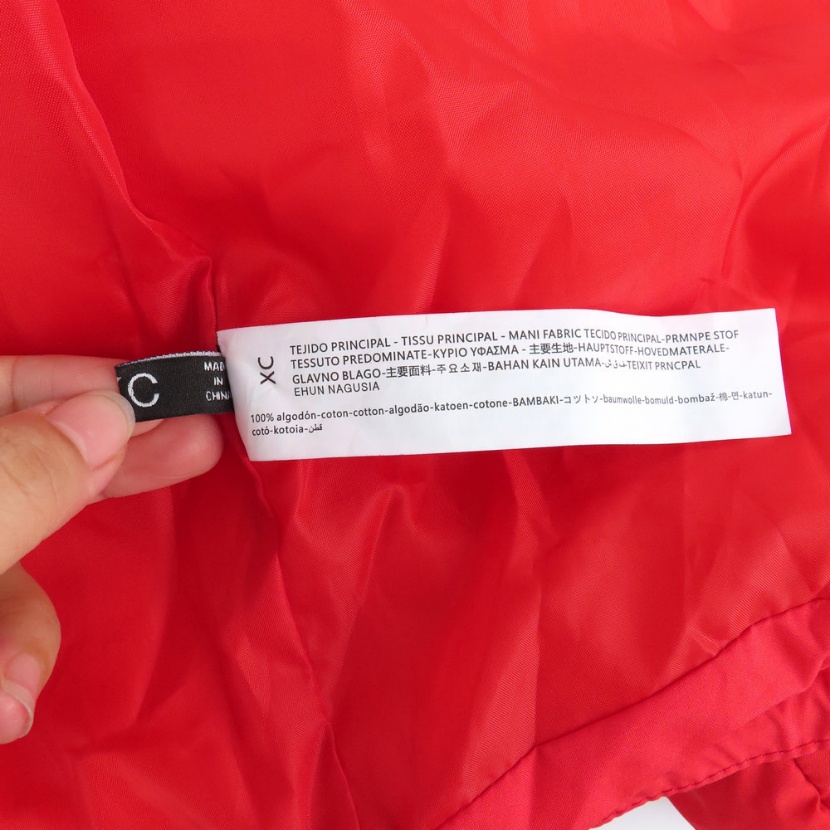 XC
MADE
IN
CHINA
XC
TEJIDO PRINCIPAL - TISSU PRINCIPAL - MANI FABRIC TECIDO PRINCIPAL-PRMNPE STOF
TESSUTO PREDOMINATE-ΚΥΡΙΟ ΥΦΑΣΜΑ - 主要生地-HAUPTSTOFF-HOVEDMATERALE-
GLAVNO BLAGO-主要面料-주요소재-BAHAN KAIN UTAMA-TEIXIT PRNCPAL
EHUN NAGUSIA
100% algodón-coton-cotton-algodão-katoen-cotone-BAMBAKI-コツトン-baumwolle-bomuld-bombaž-棉-면-katun-
cotó-kotoia-قطن